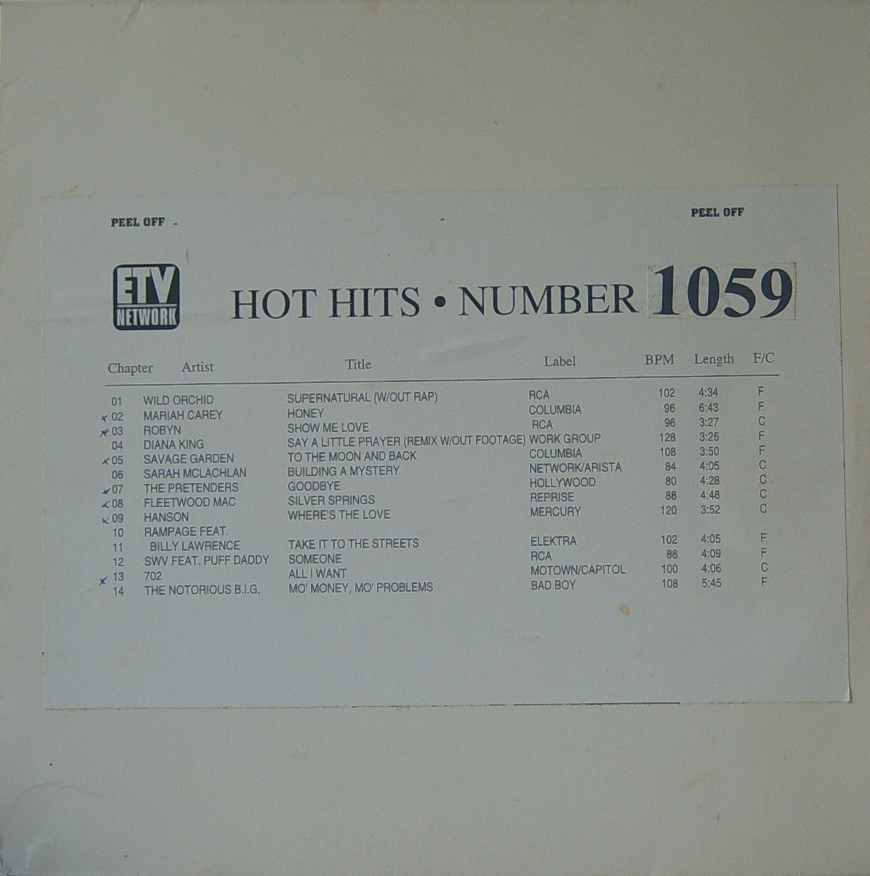 PEEL OFF - PEEL OFF
ETV
NETWORK
HOT HITS • NUMBER 1059
Chapter Artist Title Label BPM Length F/C
01 WILD ORCHID SUPERNATURAL (W/OUT RAP) RCA 102 4:34 F
x 02 MARIAH CAREY HONEY COLUMBIA 96 6:43 F
x 03 ROBYN SHOW ME LOVE RCA 96 3:27 C
04 DIANA KING SAY A LITTLE PRAYER (REMIX W/OUT FOOTAGE) WORK GROUP 128 3:26 F
x 05 SAVAGE GARDEN TO THE MOON AND BACK COLUMBIA 108 3:50 F
06 SARAH MCLACHLAN BUILDING A MYSTERY NETWORK/ARISTA 84 4:05 C
x 07 THE PRETENDERS GOODBYE HOLLYWOOD 80 4:28 C
x 08 FLEETWOOD MAC SILVER SPRINGS REPRISE 88 4:48 C
x 09 HANSON WHERE'S THE LOVE MERCURY 120 3:52 C
10 RAMPAGE FEAT.
11 BILLY LAWRENCE TAKE IT TO THE STREETS ELEKTRA 102 4:05 F
12 SWV FEAT. PUFF DADDY SOMEONE RCA 88 4:09 F
x 13 702 ALL I WANT MOTOWN/CAPITOL 100 4:06 C
14 THE NOTORIOUS B.I.G. MO' MONEY, MO' PROBLEMS BAD BOY 108 5:45 F